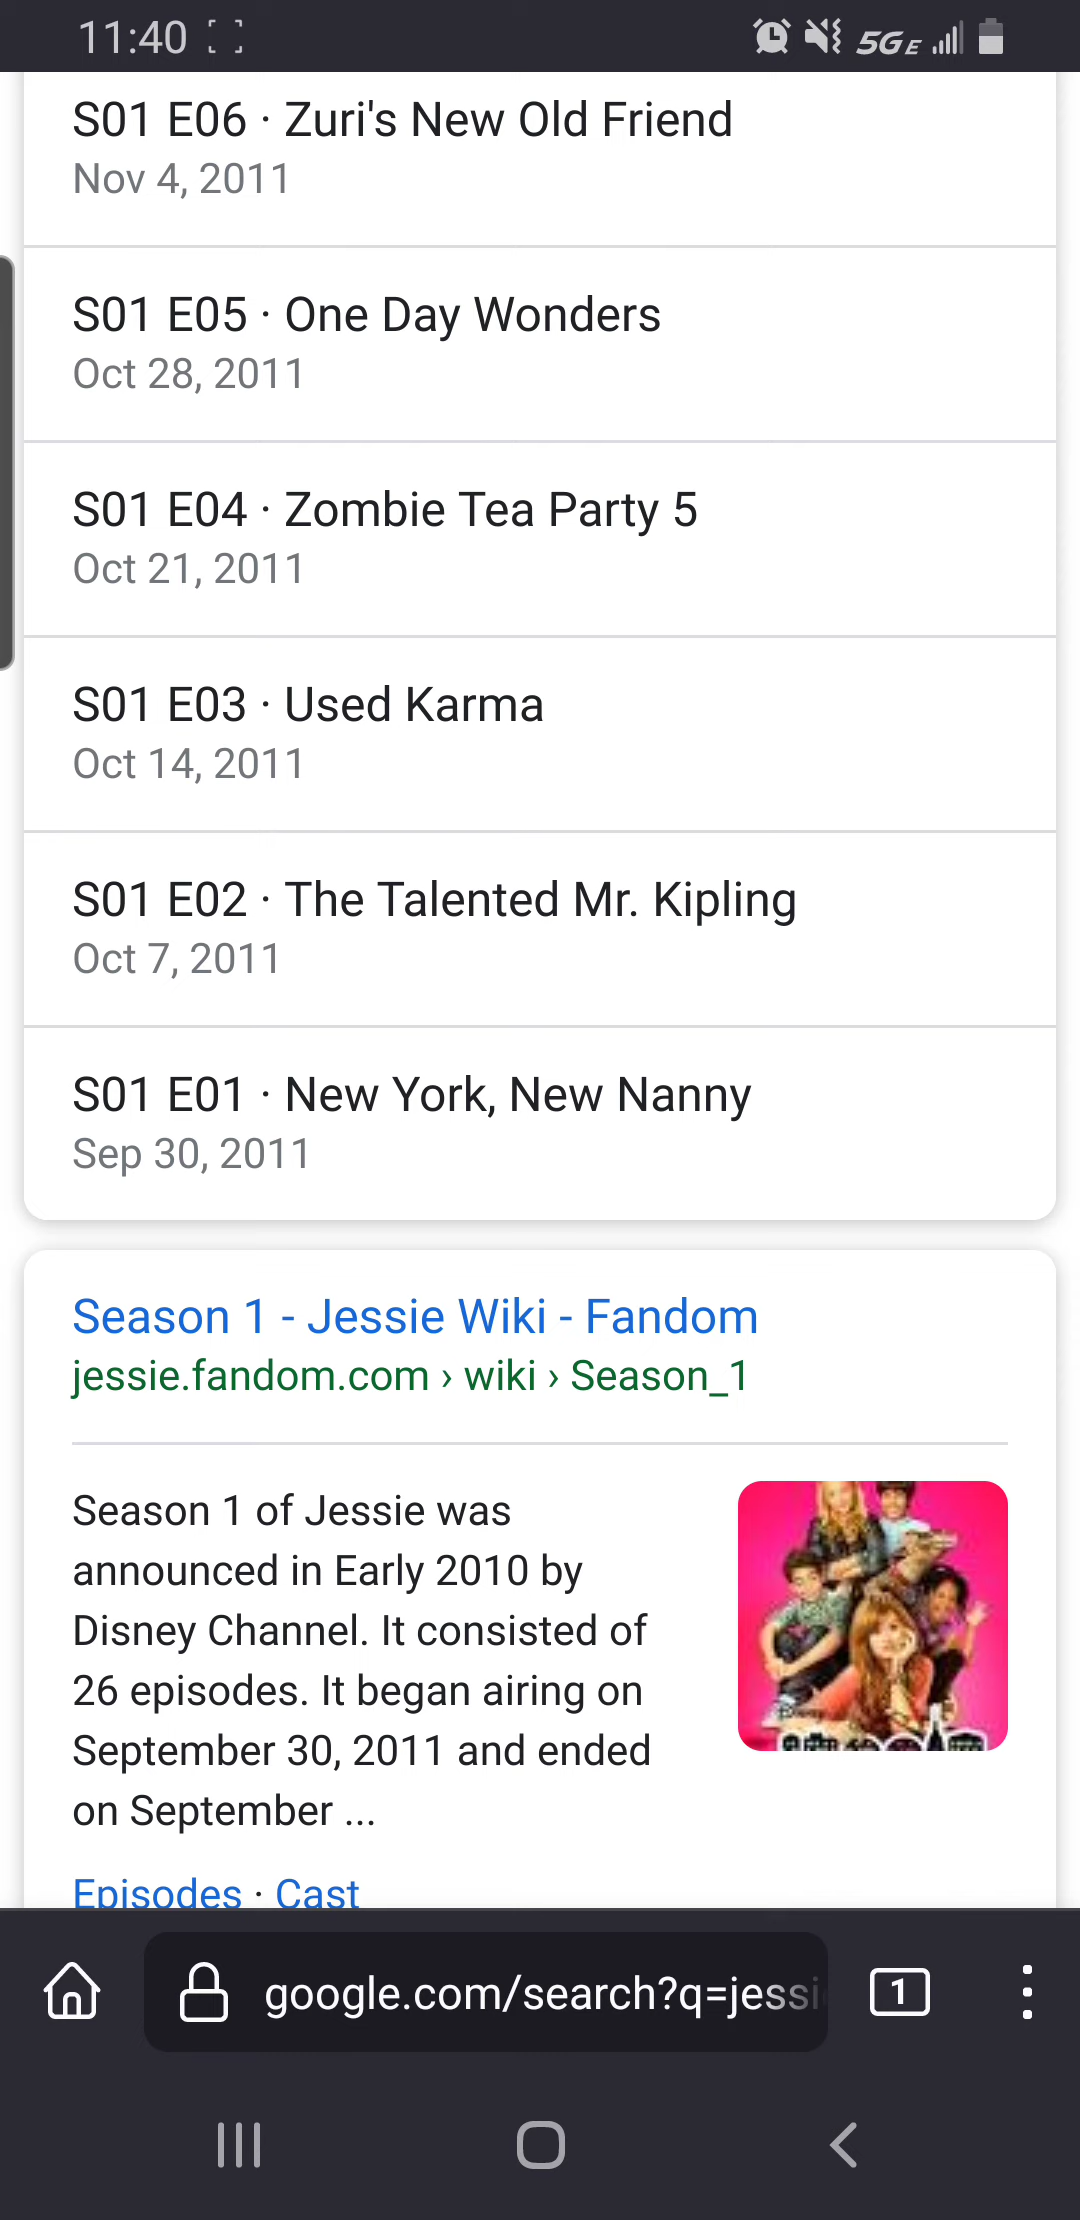 11:40
5GE
S01 E06 · Zuri's New Old Friend
Nov 4, 2011
S01 E05 · One Day Wonders
Oct 28, 2011
S01 E04 · Zombie Tea Party 5
Oct 21, 2011
S01 E03 · Used Karma
Oct 14, 2011
S01 E02 · The Talented Mr. Kipling
Oct 7, 2011
S01 E01 · New York, New Nanny
Sep 30, 2011
Season 1 - Jessie Wiki - Fandom
jessie.fandom.com › wiki › Season_1
Season 1 of Jessie was
announced in Early 2010 by
Disney Channel. It consisted of
26 episodes. It began airing on
September 30, 2011 and ended
on September ...
Episodes · Cast
google.com/search?q=jessi
1